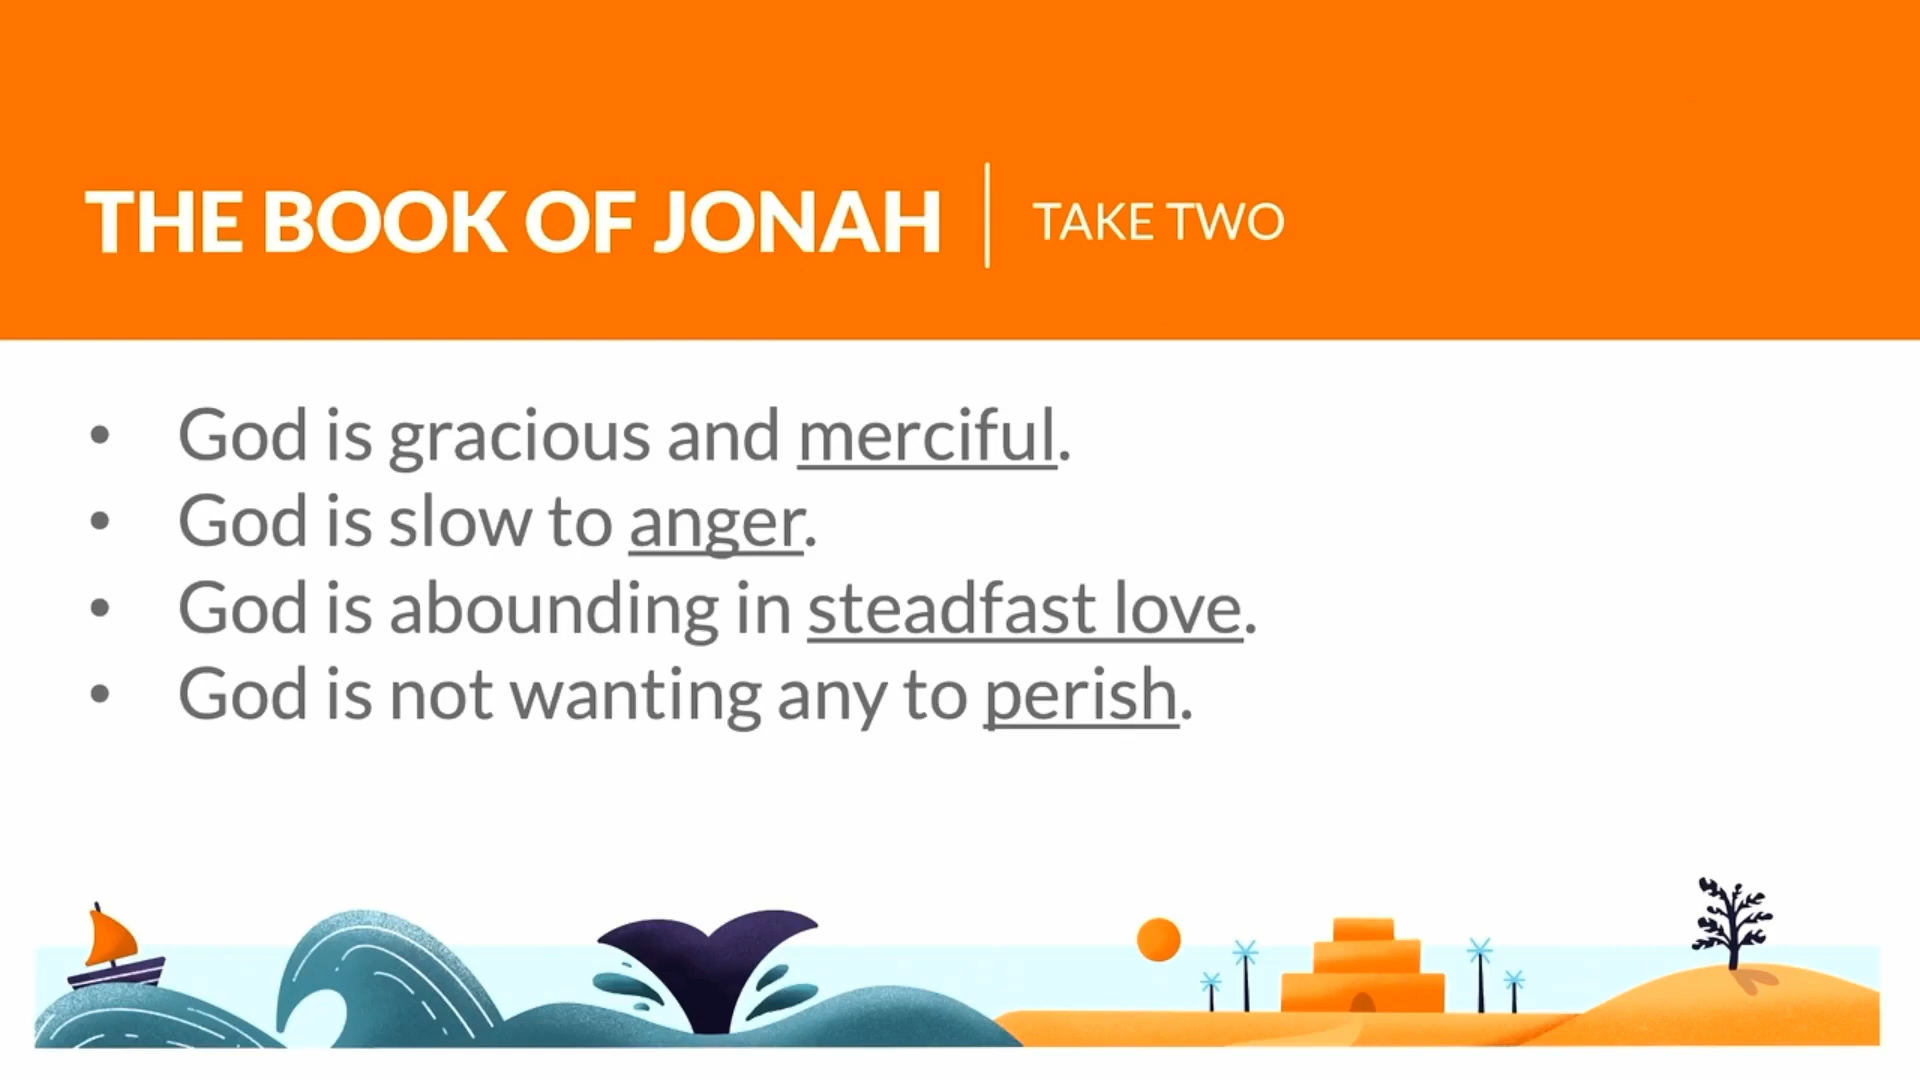 THE BOOK OF JONAH | TAKE TWO
• God is gracious and merciful.
• God is slow to anger.
• God is abounding in steadfast love.
• God is not wanting any to perish.